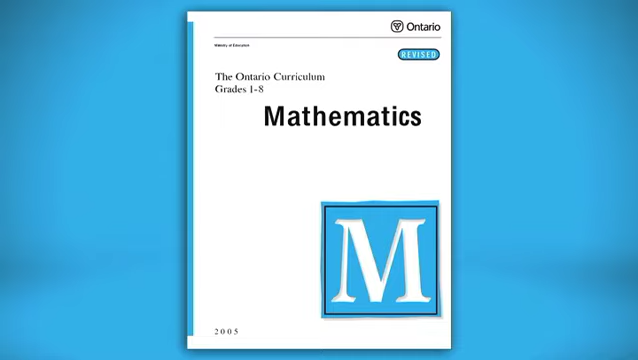 Ontario
Ministry of Education
REVISED
The Ontario Curriculum
Grades 1-8
Mathematics
M
2005